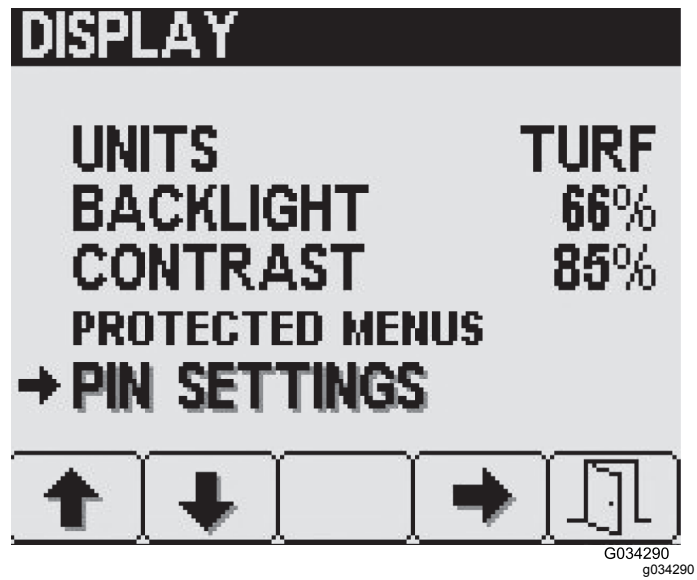 DISPLAY
UNITS TURF
BACKLIGHT 66%
CONTRAST 85%
PROTECTED MENUS
PIN SETTINGS
G034290
g034290